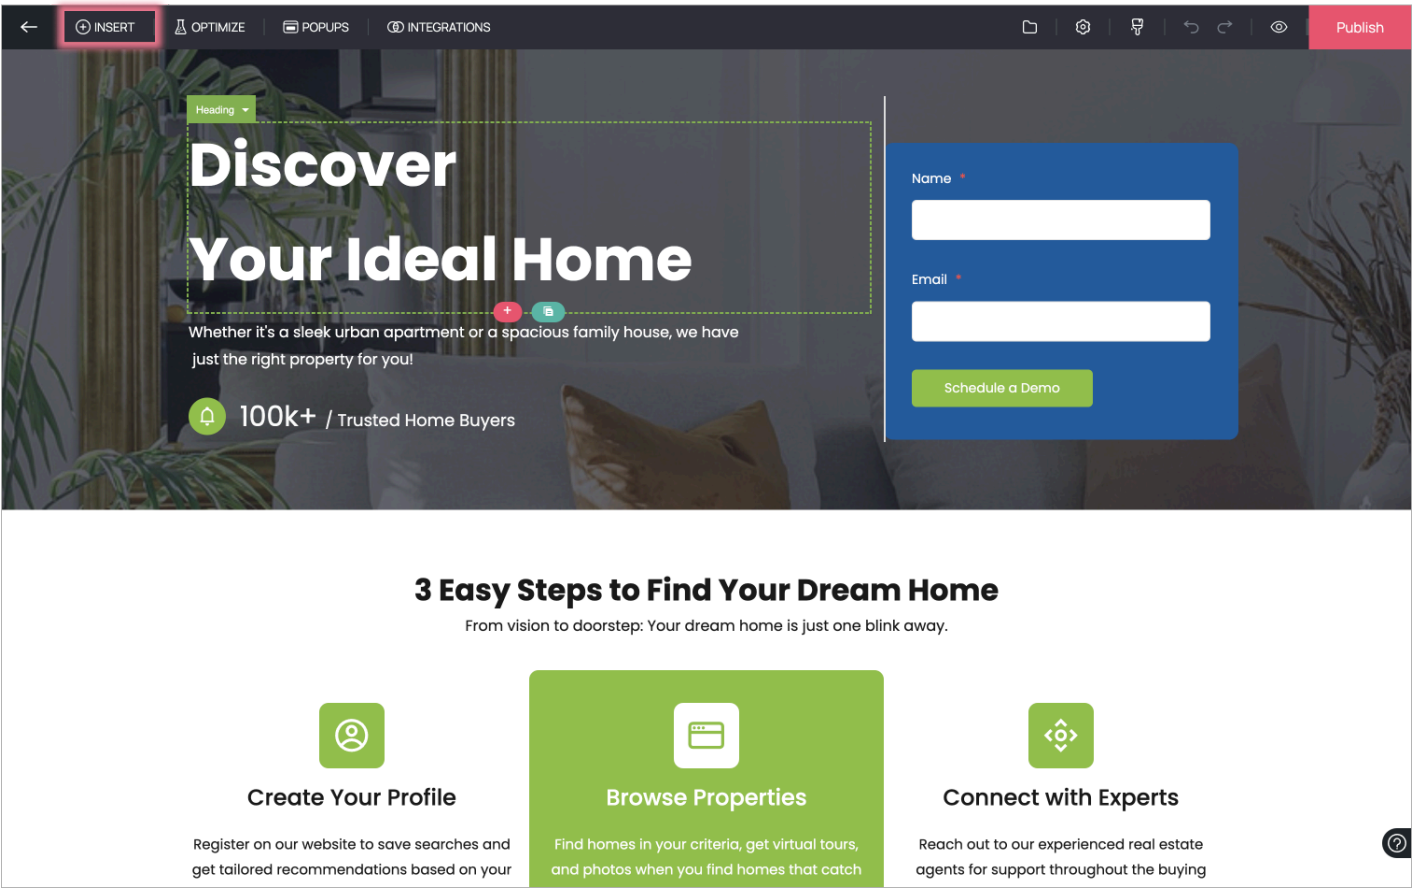 INSERT
OPTIMIZE
POPUPS
INTEGRATIONS
Publish
Heading
Discover
Your Ideal Home
Whether it's a sleek urban apartment or a spacious family house, we have
just the right property for you!
100k+ / Trusted Home Buyers
Name *
Email *
Schedule a Demo
3 Easy Steps to Find Your Dream Home
From vision to doorstep: Your dream home is just one blink away.
Create Your Profile
Register on our website to save searches and
get tailored recommendations based on your
Browse Properties
Find homes in your criteria, get virtual tours,
and photos when you find homes that catch
Connect with Experts
Reach out to our experienced real estate
agents for support throughout the buying